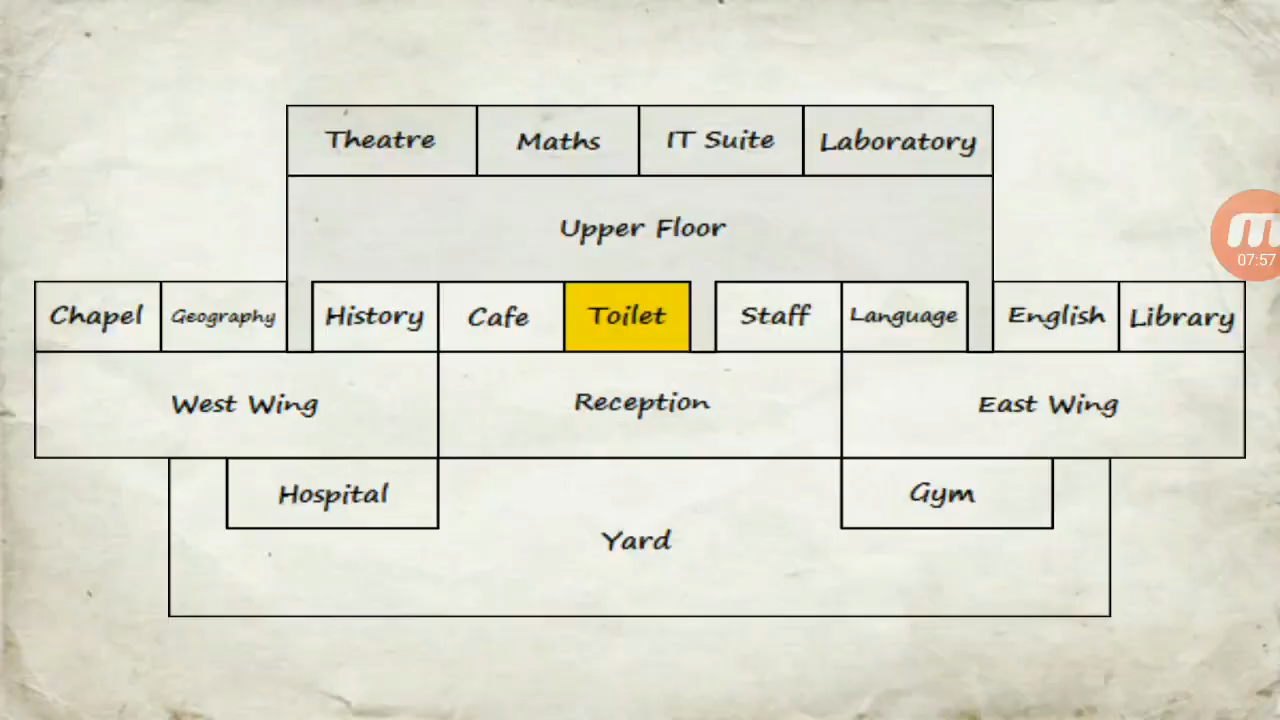 Theatre
Maths
IT Suite
Laboratory
Upper Floor
Chapel
Geography
History
Cafe
Toilet
Staff
Language
English
Library
West Wing
Reception
East Wing
Hospital
Gym
Yard
07:57